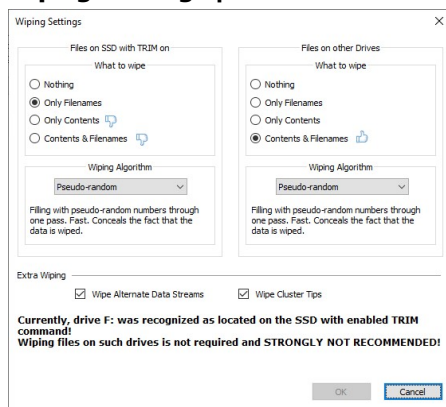 Wiping Settings
Files on SSD with TRIM on
What to wipe
Nothing
Only Filenames
Only Contents
Contents & Filenames
Wiping Algorithm
Pseudo-random
Filling with pseudo-random numbers through
one pass. Fast. Conceals the fact that the
data is wiped.
Files on other Drives
What to wipe
Nothing
Only Filenames
Only Contents
Contents & Filenames
Wiping Algorithm
Pseudo-random
Filling with pseudo-random numbers through
one pass. Fast. Conceals the fact that the
data is wiped.
Extra Wiping
Wipe Alternate Data Streams
Wipe Cluster Tips
Currently, drive F: was recognized as located on the SSD with enabled TRIM
command!
Wiping files on such drives is not required and STRONGLY NOT RECOMMENDED!
OK
Cancel